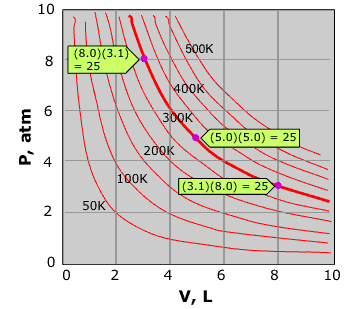 10
8
6
4
2
0
P, atm
(8.0)(3.1)
= 25
500K
400K
300K
(5.0)(5.0) = 25
200K
(3.1)(8.0) = 25
100K
50K
0 2 4 6 8 10
V, L